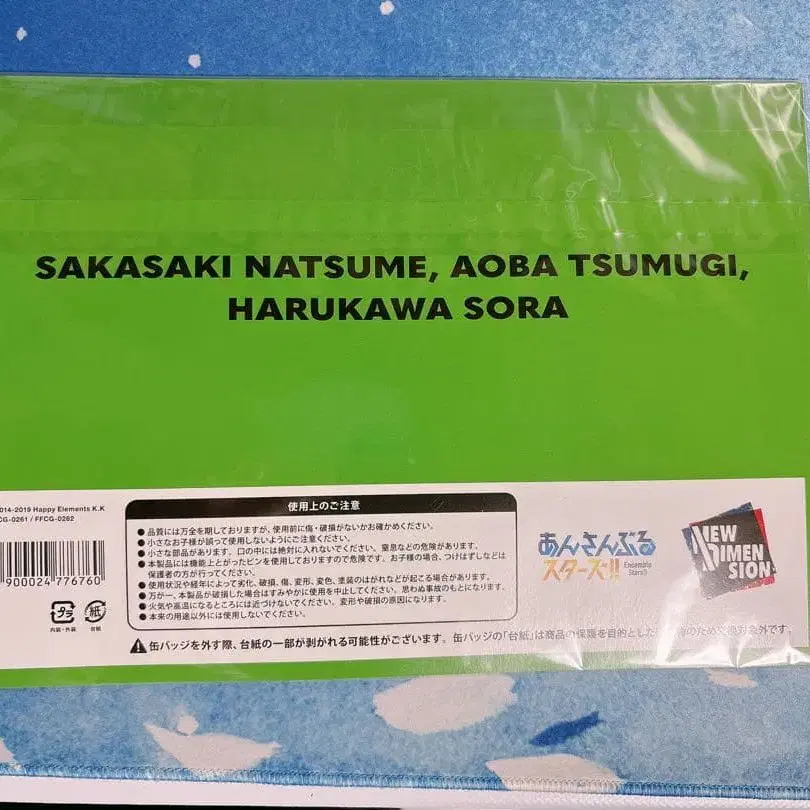 SAKASAKI NATSUME, AOBA TSUMUGI,
HARUKAWA SORA
014-2019 Happy Elements K.K
CG-0261 / FFCG-0262
900024 776760
プラ
内装・外装
紙
台紙
使用上のご注意
● 品質には万全を期しておりますが、使用前に傷・破損がないかお確かめください。
● 小さなお子様が誤って使用しないようにご注意ください。
● 小さな部品があります。口の中には絶対に入れないでください。窒息などの危険があります。
● 本製品には機能上とがったピンを使用しておりますので危険です。お子様の場合、つけはずしなどは
保護者の方が行ってください。
● 使用状況や経年によって劣化、破損、傷、変形、変色、塗装のはがれなどが起こる場合があります。
● 万が一、本製品が破損した場合はすみやかに使用を中止してください。思わぬ事故のもとになります。
● 火気や高温になるところには近づけないでください。変形や破損の原因になります。
● 本来の用途以外には使用しないでください。
あんさんぶる
スターズ!!
Ensemble
Stars!!
NEW
DIMEN
SION
缶バッジを外す際、台紙の一部が剥がれる可能性がございます。缶バッジの「台紙」は商品の保護を目的とした